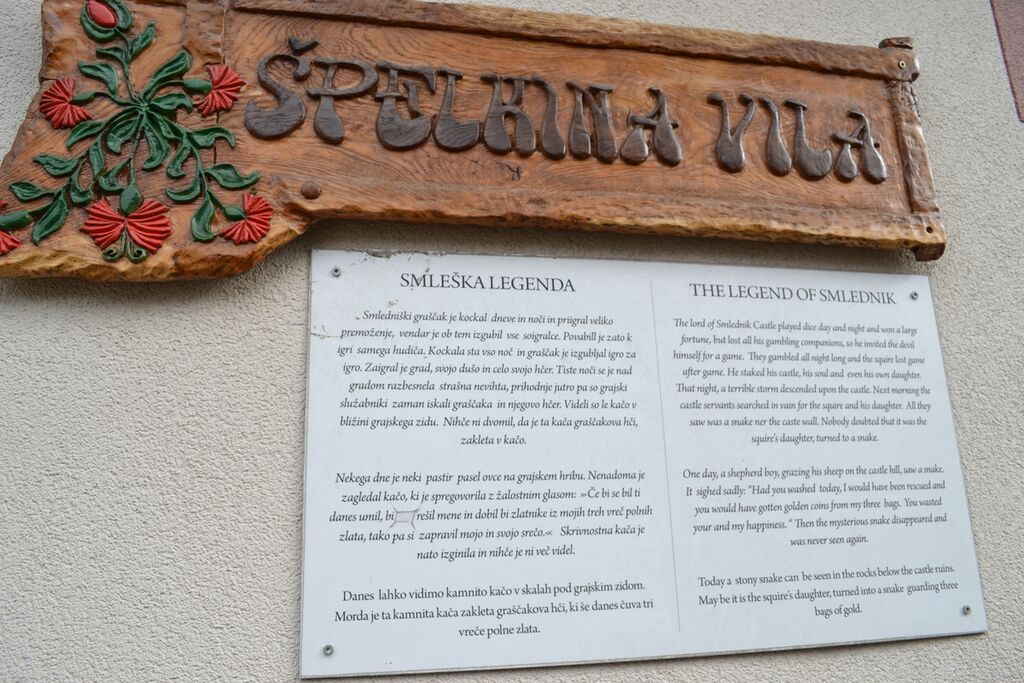 ŠPELKINA VILA
SMLEŠKA LEGENDA
Smledniški graščak je kockal dneve in noči in priigral veliko
premoženje, vendar je ob tem izgubil vse soigralce. Povabill je zato k
igri samega hudiča. Kockala sta vso noč in graščak je izgubljal igro za
igro. Zaigral je grad, svojo dušo in celo svojo hčer. Tiste noči se je nad
gradom razbesnela strašna nevihta, prihodnje jutro pa so grajski
služabniki zaman iskali graščaka in njegovo hčer. Videli so le kačo v
bližini grajskega zidu. Nihče ni dvomil, da je ta kača graščakova hči,
zakleta v kačo.
Nekega dne je neki pastir pasel ovce na grajskem hribu. Nenadoma je
zagledal kačo, ki je spregovorila z žalostnim glasom: »Če bi se bil ti
danes umil, bi rešil mene in dobil bi zlatnike iz mojih treh vreč polnih
zlata, tako pa si zapravil mojo in svojo srečo.« Skrivnostna kača je
nato izginila in nihče je ni več videl.
Danes lahko vidimo kamnito kačo v skalah pod grajskim zidom.
Morda je ta kamnita kača zakleta graščakova hči, ki še danes čuva tri
vreče polne zlata.
THE LEGEND OF SMLEDNIK
The lord of Smlednik Castle played dice day and night and won a large
fortune, but lost all his gambling companions, so he invited the devil
himself for a game. They gambled all night long and the squire lost game
after game. He staked his castle, his soul and even his own daughter.
That night, a terrible storm descended upon the castle. Next morning the
castle servants searched in vain for the squire and his daughter. All they
saw was a snake ner the caste wall. Nobody doubted that it was the
squire's daughter, turned to a snake.
One day, a shepherd boy, grazing his sheep on the castle hill, saw a snake.
It sighed sadly: "Had you washed today, I would have been rescued and
you would have gotten golden coins from my three bags. You wasted
your and my happiness. " Then the mysterious snake disappeared and
was never seen again.
Today a stony snake can be seen in the rocks below the castle ruins.
May be it is the squire's daughter, turned into a snake guarding three
bags of gold.